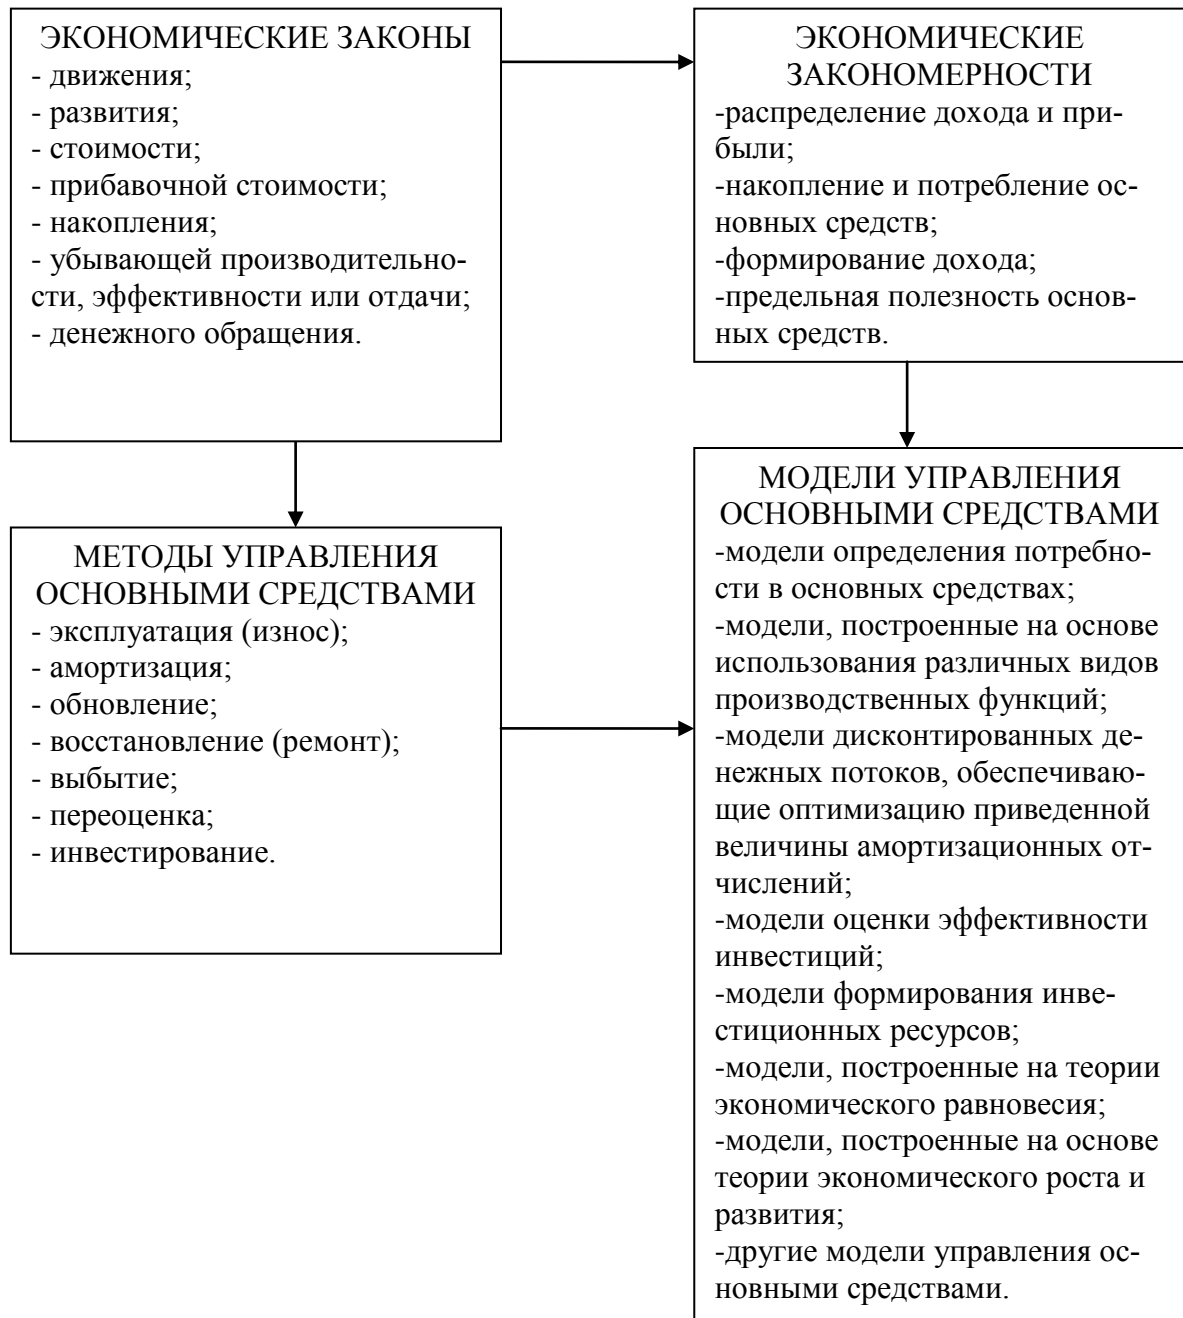 ЭКОНОМИЧЕСКИЕ ЗАКОНЫ
- движения;
- развития;
- стоимости;
- прибавочной стоимости;
- накопления;
- убывающей производительно-
сти, эффективности или отдачи;
- денежного обращения.
ЭКОНОМИЧЕСКИЕ
ЗАКОНОМЕРНОСТИ
-распределение дохода и при-
были;
-накопление и потребление ос-
новных средств;
-формирование дохода;
-предельная полезность основ-
ных средств.
МЕТОДЫ УПРАВЛЕНИЯ
ОСНОВНЫМИ СРЕДСТВАМИ
- эксплуатация (износ);
- амортизация;
- обновление;
- восстановление (ремонт);
- выбытие;
- переоценка;
- инвестирование.
МОДЕЛИ УПРАВЛЕНИЯ
ОСНОВНЫМИ СРЕДСТВАМИ
-модели определения потребно-
сти в основных средствах;
-модели, построенные на основе
использования различных видов
производственных функций;
-модели дисконтированных де-
нежных потоков, обеспечиваю-
щие оптимизацию приведенной
величины амортизационных от-
числений;
-модели оценки эффективности
инвестиций;
-модели формирования инве-
стиционных ресурсов;
-модели, построенные на теории
экономического равновесия;
-модели, построенные на основе
теории экономического роста и
развития;
-другие модели управления ос-
новными средствами.